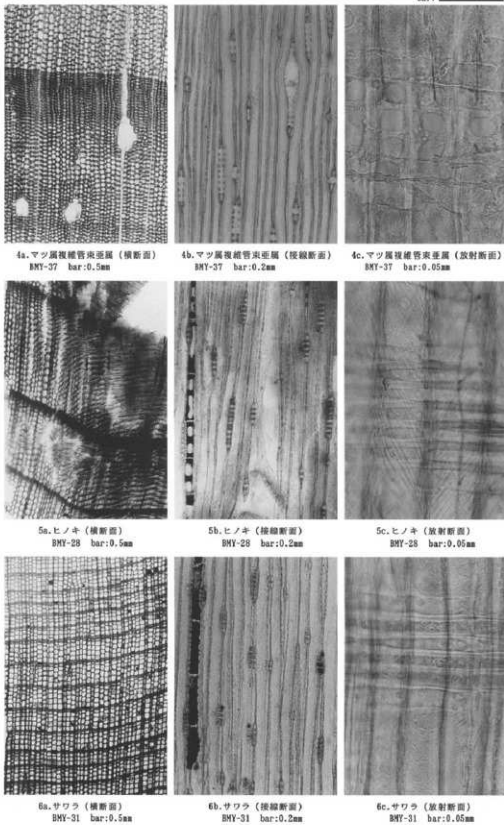 4a.マツ属複維管束亜属(横断面)
BMY-37 bar:0.5mm
4b.マツ属複維管束亜属(接線断面)
BMY-37 bar:0.2mm
4c.マツ属複維管束亜属(放射断面)
BMY-37 bar:0.05mm
5a.ヒノキ(横断面)
BMY-28 bar:0.5mm
5b.ヒノキ(接線断面)
BMY-28 bar:0.2mm
5c.ヒノキ(放射断面)
BMY-28 bar:0.05mm
6a.サワラ(横断面)
BMY-31 bar:0.5mm
6b.サワラ(接線断面)
BMY-31 bar:0.2mm
6c.サワラ(放射断面)
BMY-31 bar:0.05mm